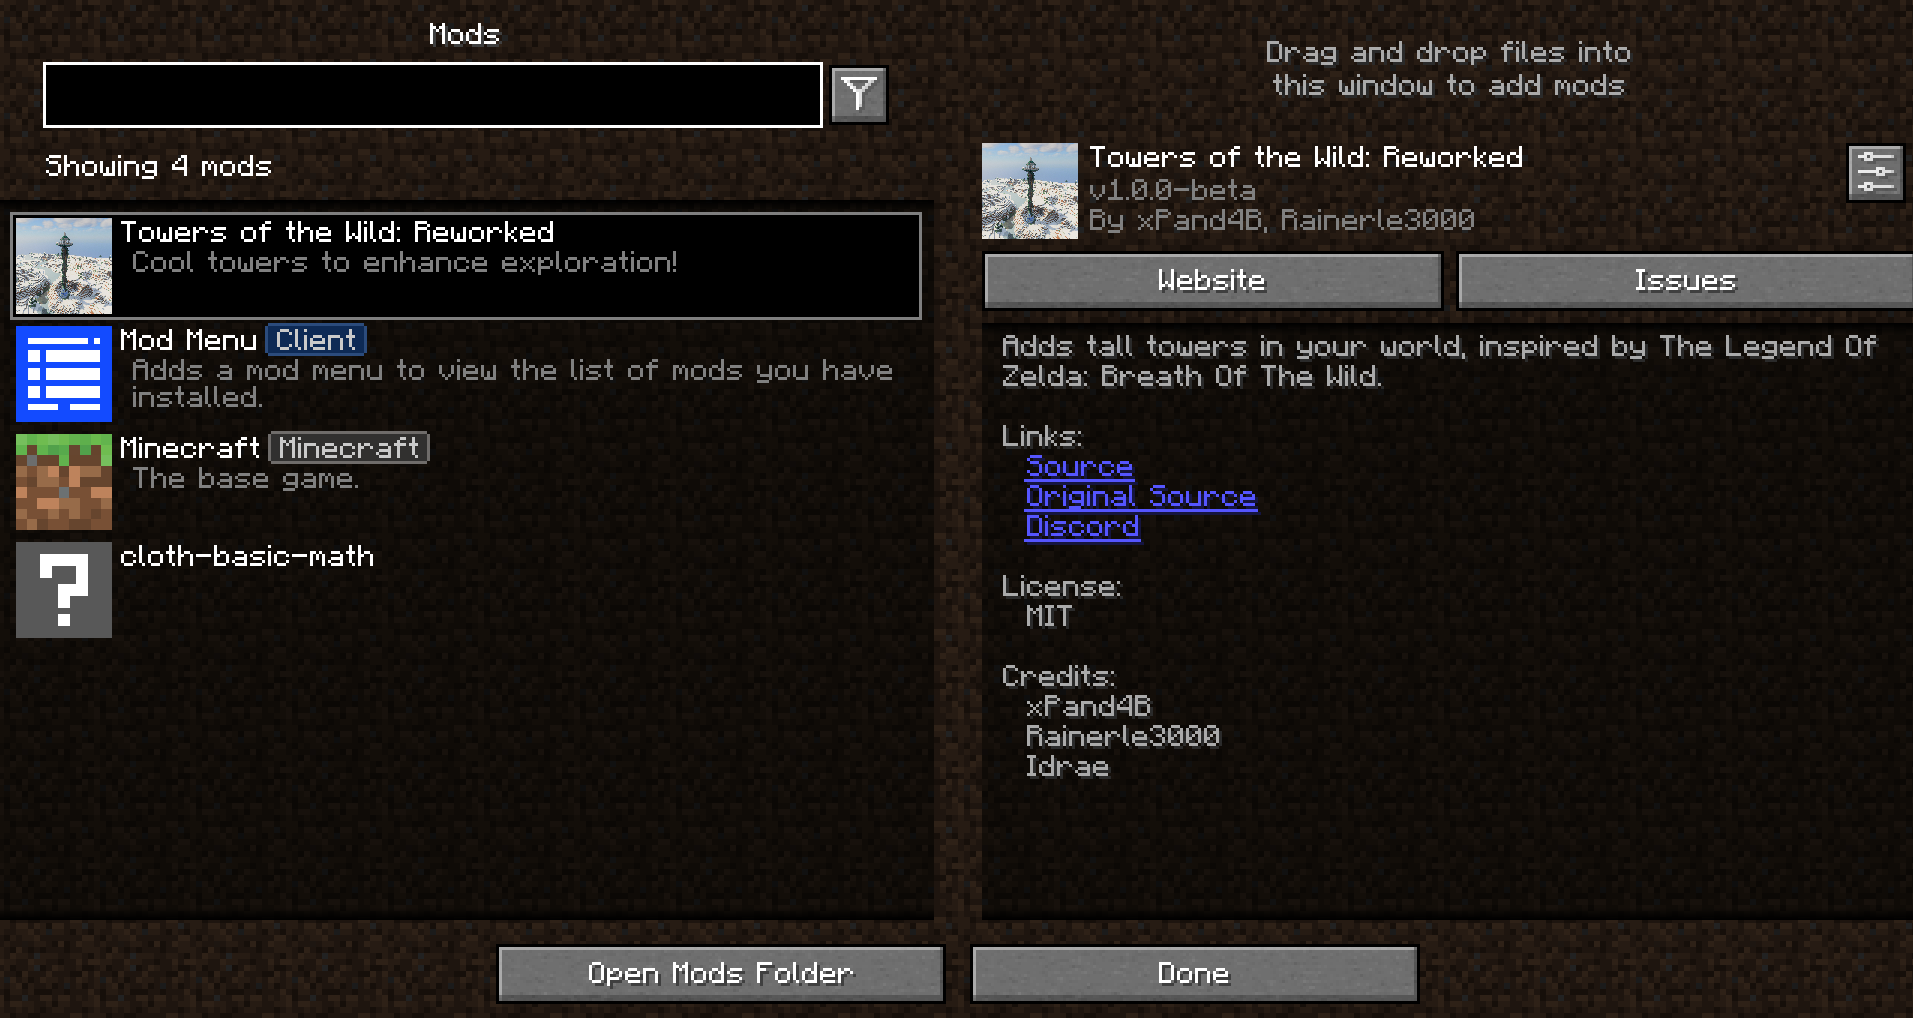 Mods
Showing 4 mods
Towers of the Wild: Reworked
Cool towers to enhance exploration!
Mod Menu Client
Adds a mod menu to view the list of mods you have
installed.
Minecraft Minecraft
The base game.
cloth-basic-math
Drag and drop files into
this window to add mods
Towers of the Wild: Reworked
v1.0.0-beta
By xPand4B, Rainerle3000
Website
Issues
Adds tall towers in your world, inspired by The Legend Of
Zelda: Breath Of The Wild.
Links:
Source
Original Source
Discord
License:
MIT
Credits:
xPand4B
Rainerle3000
Idrae
Open Mods Folder
Done